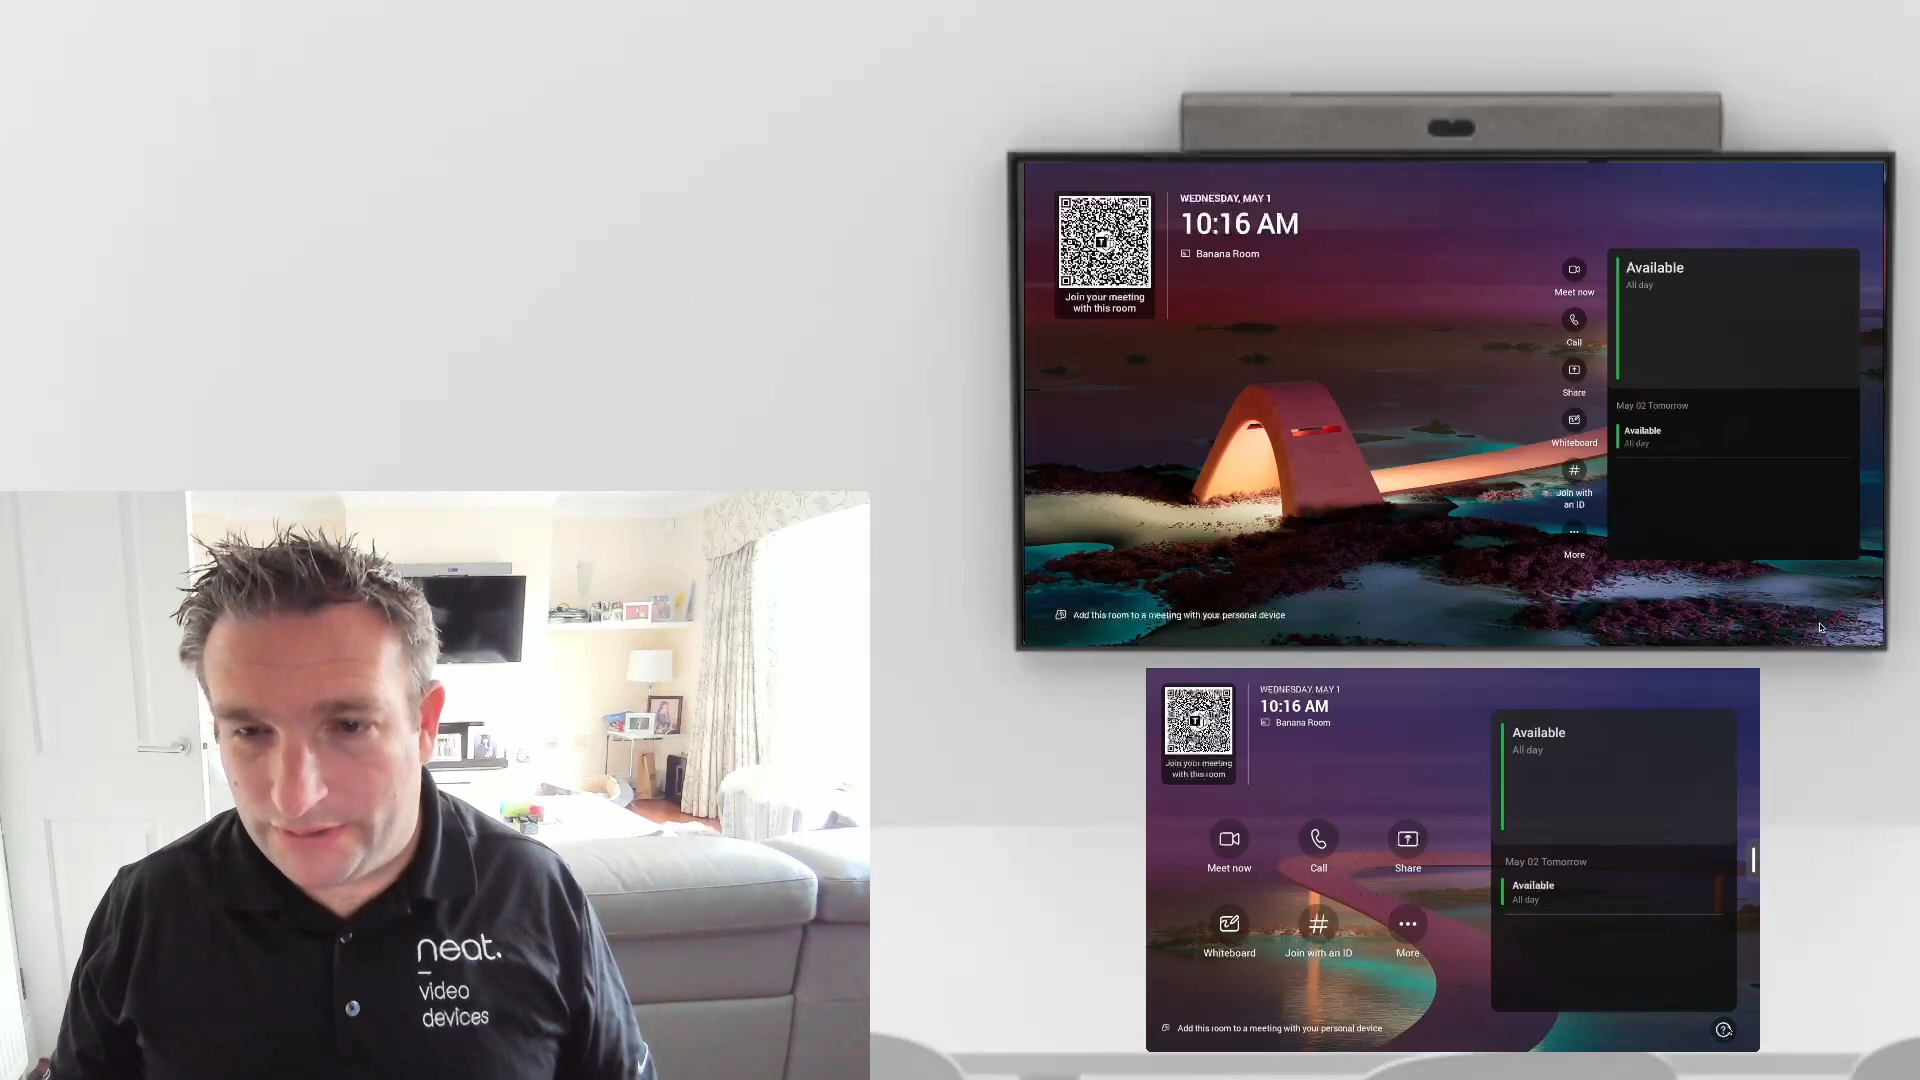 WEDNESDAY, MAY 1
10:16 AM
Banana Room
Join your meeting
with this room
Meet now
Call
Share
Whiteboard
#
Join with
an ID
More
Available
All day
May 02 Tomorrow
Available
All day
Add this room to a meeting with your personal device
WEDNESDAY, MAY 1
10:16 AM
Banana Room
Join your meeting
with this room
Meet now
Call
Share
Whiteboard
#
Join with an ID
More
Available
All day
May 02 Tomorrow
Available
All day
Add this room to a meeting with your personal device
?
neat.
video
devices